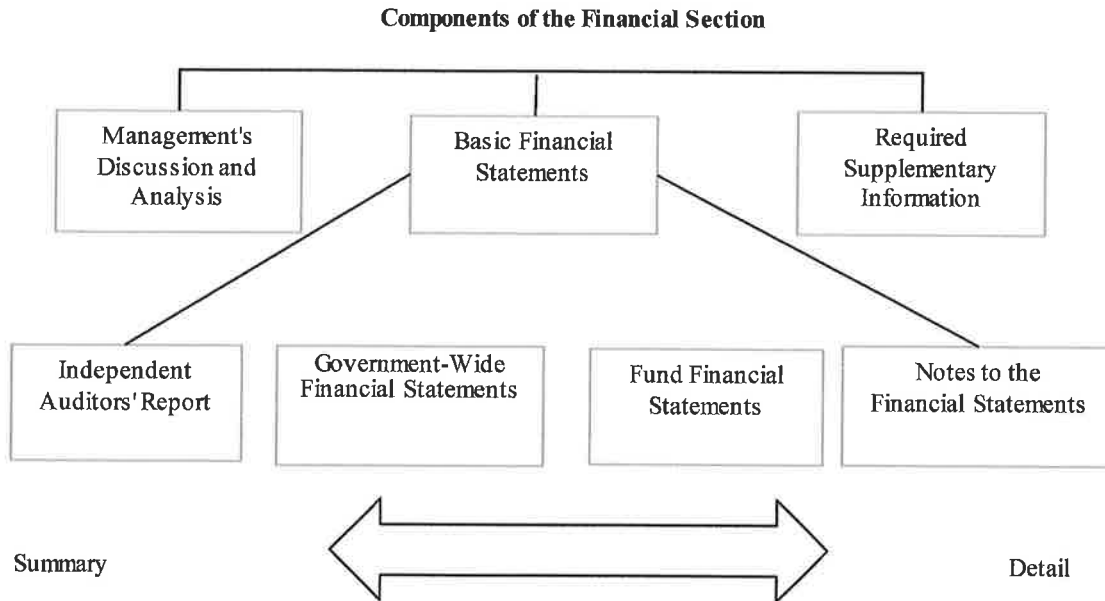 Components of the Financial Section
Management's
Discussion and
Analysis
Basic Financial
Statements
Required
Supplementary
Information
Independent
Auditors' Report
Government-Wide
Financial Statements
Fund Financial
Statements
Notes to the
Financial Statements
Summary
Detail